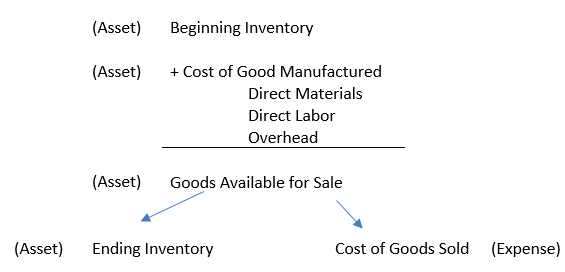 (Asset) Beginning Inventory
(Asset) + Cost of Good Manufactured
Direct Materials
Direct Labor
Overhead
(Asset) Goods Available for Sale
(Asset) Ending Inventory Cost of Goods Sold (Expense)